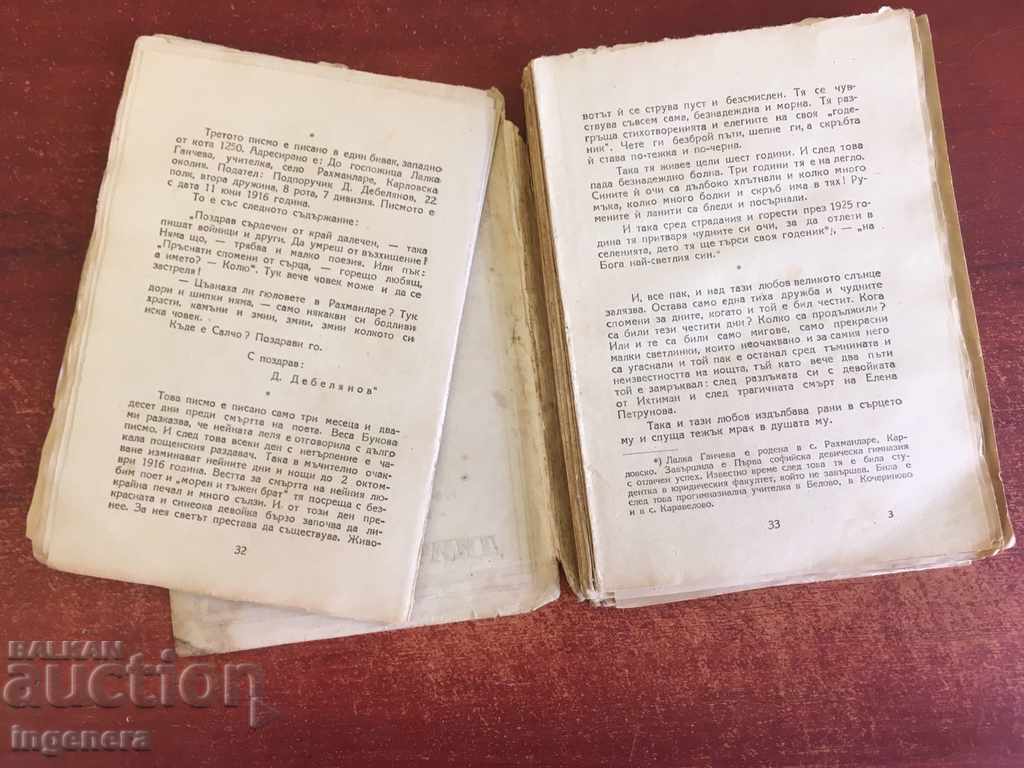 *
Третото писмо е писано в един бивак, западно
от кота 1250. Адресирано е: До госпожица Лалка
Ганчева, учителка, село Рахманларе, Карловска
околия. Подател: Подпоручик Д. Дебелянов, 22
полк, втора дружина, 8 рота, 7 дивизия. Писмото е
с дата 11 юни 1916 година.
То е със следното съдържание:
„Поздрав сърдечен от край далечен, — така
пишат войници и други. Да умреш от възхищение!
Няма що, — трябва и малко поезия. Или пък:
„Пръснати спомени от сърца, — горещо любящ,
а името? — Колю“. Тук вече човек може и да се
застреля!
— Цъвнаха ли гюловете в Рахманларе? Тук
дори и шипки няма, — само някакви си бодливи
храсти, камъни и змии, змии, змии колкото си
иска човек.
Къде е Салчо? Поздрави го.
С поздрав:
Д. Дебелянов“
*
Това писмо е писано само три месеца и два-
десет дни преди смъртта на поета. Веса Букова
ми разказва, че нейната леля е отговорила с дълго
писмо. И след това всеки ден с нетърпение е ча-
кала пощенския раздавач. Така в мъчително очак-
ване изминават нейните дни и нощи до 2 октом-
ври 1916 година. Вестта за смъртта на нейния лю-
бим поет и „морен и тъжен брат“ тя посреща с без-
крайна печал и много сълзи. И от този ден пре-
красната и синеока девойка бързо започва да ли-
нее. За нея светът престава да съществува. Живо-
32
вотът ѝ се струва пуст и безсмислен. Тя се чув-
ствува съвсем сама, безнадеждна и морна. Тя раз-
гръща стихотворенията и елегиите на своя „годе-
ник“. Чете ги безброй пъти, шепне ги, а скръбта
ѝ става по-тежка и по-черна.
Така тя живее цели шест години. И след това
пада безнадеждно болна. Три години тя е на легло.
Сините ѝ очи са дълбоко хлътнали и колко много
мъка, колко много болки и скръб има в тях! Ру-
мените ѝ ланити са бледи и посърнали.
И така сред страдания и горести през 1925 го-
дина тя притваря чудните си очи, за да отлети в
селенията, дето тя ще търси своя годеник*), — „на
Бога най-светлия син.“
*
И, все пак, и над тази любов великото слънце
залязва. Остава само една тиха дружба и чудните
спомени за дните, когато и той е бил честит. Кога
са били тези честити дни? Колко са продължили?
Или и те са били само мигове, само прекрасни
малки светлинки, които неочаквано и за самия него
са угаснали и той пак е останал сред тъмнината и
неизвестността на нощта, тъй като вече два пъти
той е замръквал: след разлъката си с девойката
от Ихтиман и след трагичната смърт на Елена
Петрунова.
Така и тази любов издълбава рани в сърцето
му и спуща тежък мрак в душата му.
*) Лалка Ганчева е родена в с. Рахманларе, Кар-
ловско. Завършила е Първа софийска девическа гимназия
с отличен успех. Известно време след това тя е била сту-
дентка в юридическия факултет, който не завършва. Била е
след това прогимназиална учителка в Белово, в Кочериново
и в с. Каравелово.
33
3
BALKAN
auction
ingenera